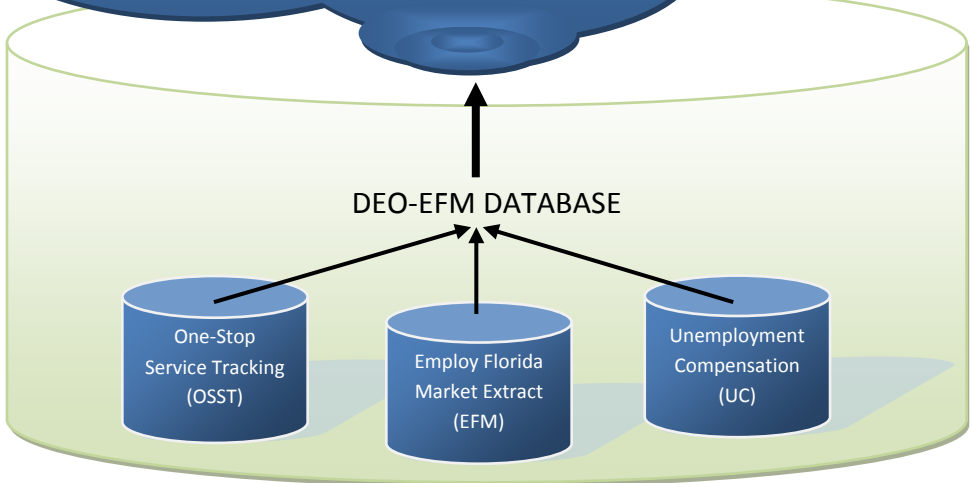 DEO-EFM DATABASE
One-Stop
Service Tracking
(OSST)
Employ Florida
Market Extract
(EFM)
Unemployment
Compensation
(UC)